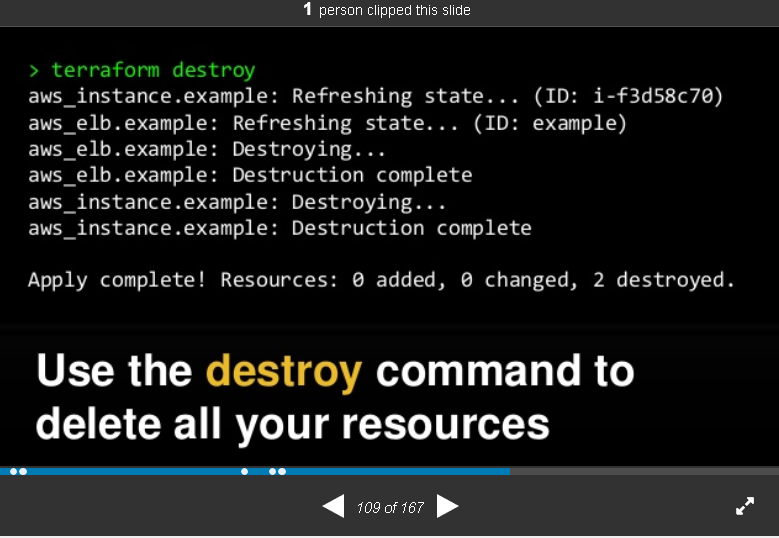 1 person clipped this slide
> terraform destroy
aws_instance.example: Refreshing state... (ID: i-f3d58c70)
aws_elb.example: Refreshing state... (ID: example)
aws_elb.example: Destroying...
aws_elb.example: Destruction complete
aws_instance.example: Destroying...
aws_instance.example: Destruction complete
Apply complete! Resources: 0 added, 0 changed, 2 destroyed.
Use the destroy command to
delete all your resources
109 of 167